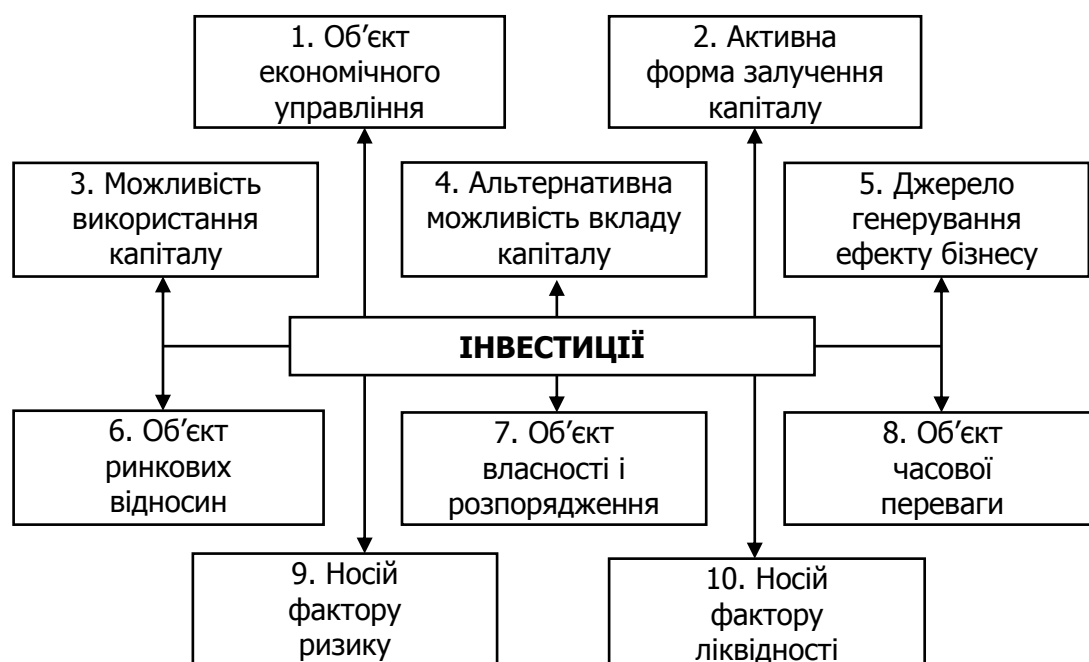 1. Об’єкт
економічного
управління
2. Активна
форма залучення
капіталу
3. Можливість
використання
капіталу
4. Альтернативна
можливість вкладу
капіталу
5. Джерело
генерування
ефекту бізнесу
ІНВЕСТИЦІЇ
6. Об’єкт
ринкових
відносин
7. Об’єкт
власності і
розпорядження
8. Об’єкт
часової
переваги
9. Носій
фактору
ризику
10. Носій
фактору
ліквідності